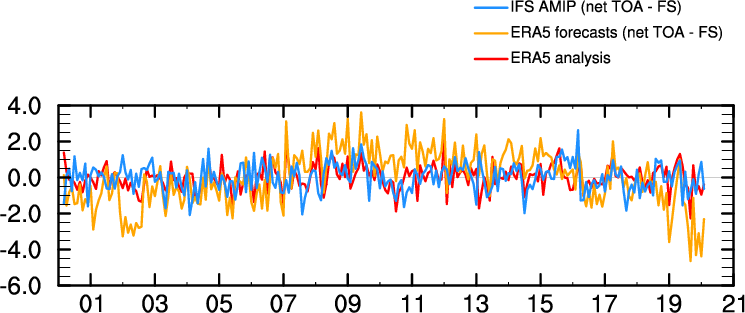 IFS AMIP (net TOA - FS)
ERA5 forecasts (net TOA - FS)
ERA5 analysis
4.0
2.0
0.0
-2.0
-4.0
-6.0
01 03 05 07 09 11 13 15 17 19 21